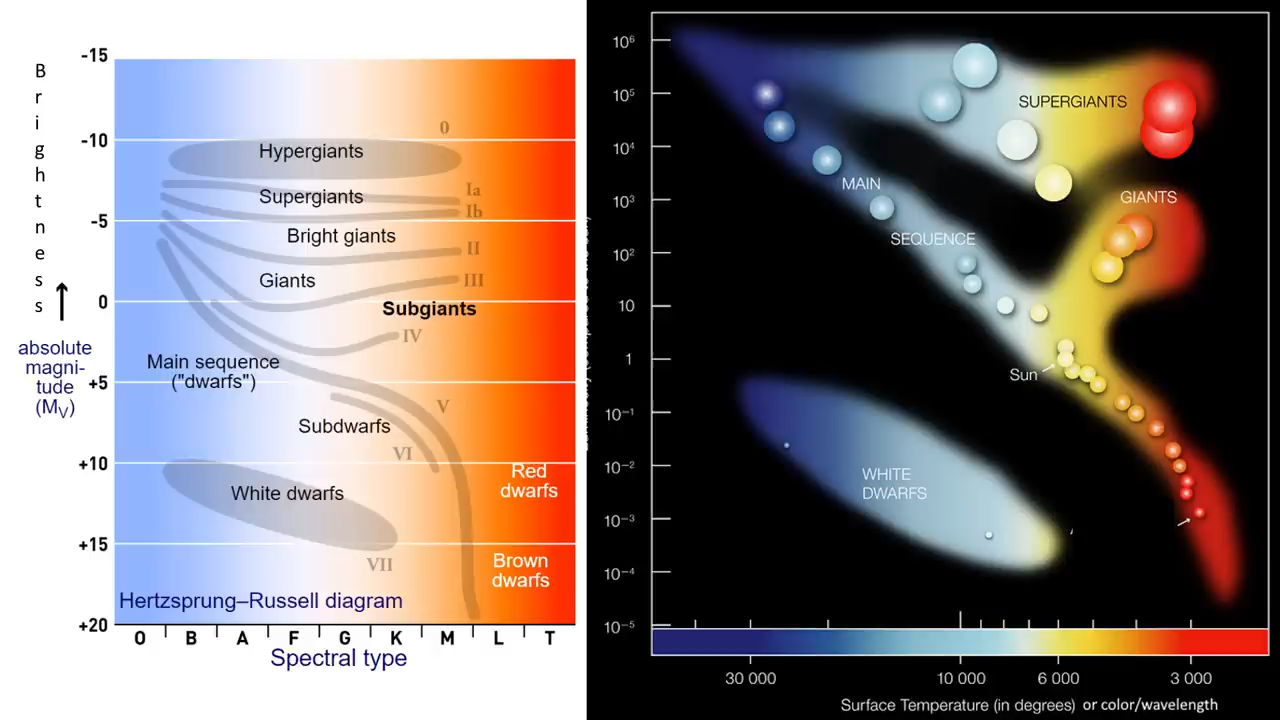 B
r
i
g
h
t
n
e
s
s
absolute
magni-
tude
(MV)
-15
-10
-5
0
+5
+10
+15
+20
0
Hypergiants
Ia
Supergiants
Ib
Bright giants
II
Giants
III
Subgiants
IV
Main sequence
("dwarfs")
V
Subdwarfs
VI
Red
dwarfs
White dwarfs
VII
Brown
dwarfs
Hertzsprung–Russell diagram
O B A F G K M L T
Spectral type
10⁶
10⁵
10⁴
10³
10²
10
1
10⁻¹
10⁻²
10⁻³
10⁻⁴
10⁻⁵
SUPERGIANTS
MAIN
GIANTS
SEQUENCE
Sun
WHITE
DWARFS
30 000 10 000 6 000 3 000
Surface Temperature (in degrees) or color/wavelength